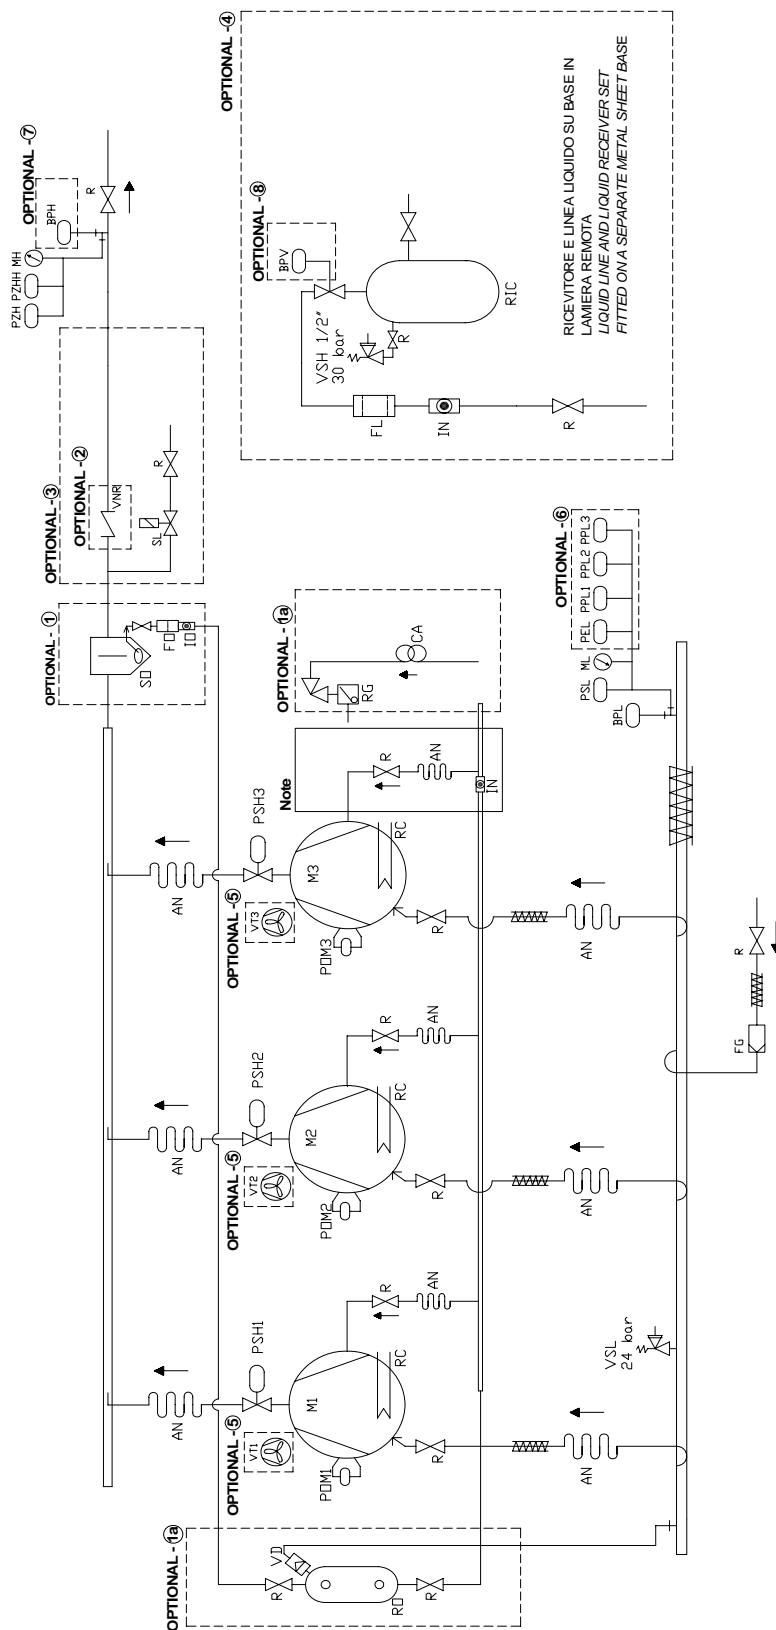 OPTIONAL -1a
VD
R
RO
R
OPTIONAL -5
VT1
POM1
AN
PSH1
M1
RC
R
R
AN
AN
OPTIONAL -5
VT2
POM2
AN
PSH2
M2
RC
R
R
AN
AN
OPTIONAL -5
VT3
POM3
AN
PSH3
M3
RC
R
Note
R
AN
IN
AN
OPTIONAL -1a
RG
CA
OPTIONAL -1
SO
FO
IO
OPTIONAL -3
OPTIONAL -2
VNR
SL
R
PZH PZHH MH
OPTIONAL -7
BPH
R
OPTIONAL -4
OPTIONAL -8
BPV
VSH 1/2"
30 bar
R
RIC
FL
IN
R
RICEVITORE E LINEA LIQUIDO SU BASE IN
LAMIERA REMOTA
LIQUID LINE AND LIQUID RECEIVER SET
FITTED ON A SEPARATE METAL SHEET BASE
OPTIONAL -6
PSL ML PEL PPL1 PPL2 PPL3
BPL
VSL
24 bar
FG
R